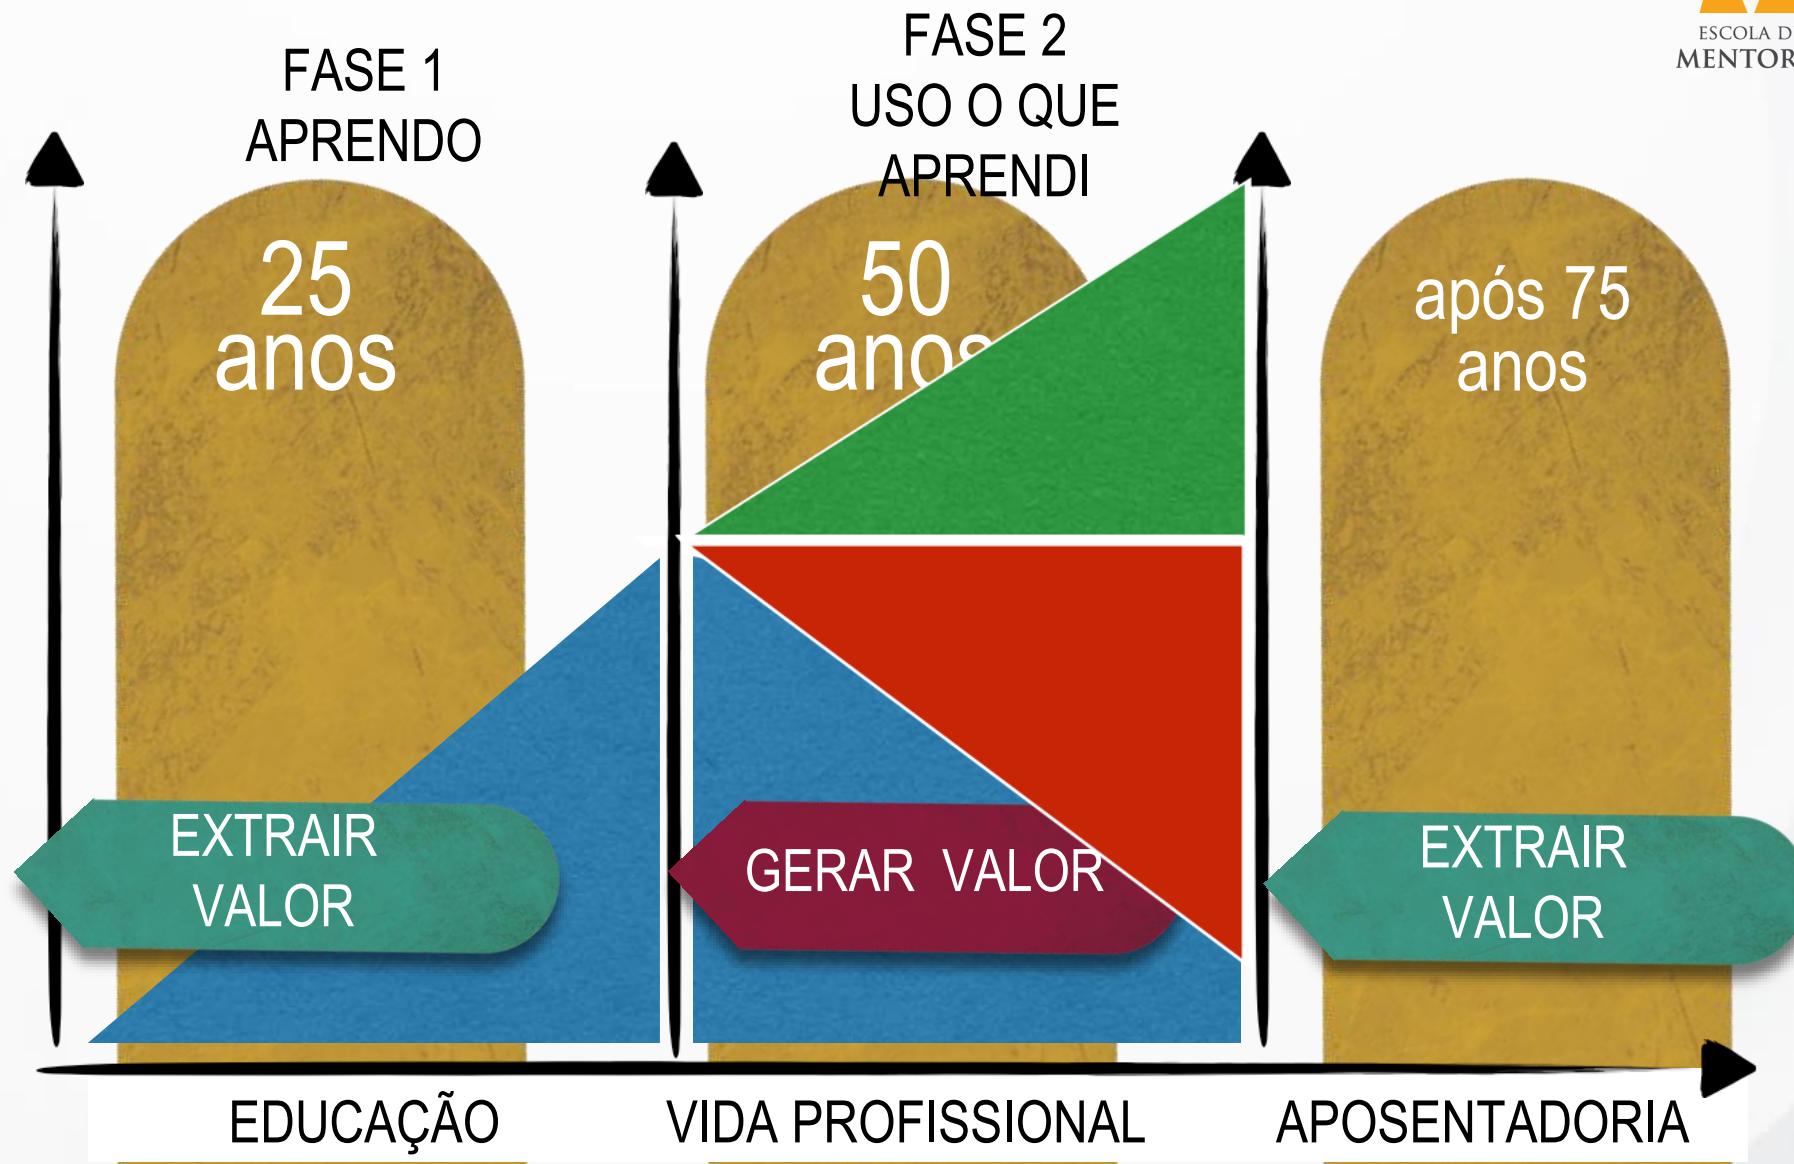 ESCOLA D
MENTOR
FASE 1
APRENDO
FASE 2
USO O QUE
APRENDI
25
anos
50
anos
após 75
anos
EXTRAIR
VALOR
GERAR VALOR
EXTRAIR
VALOR
EDUCAÇÃO
VIDA PROFISSIONAL
APOSENTADORIA